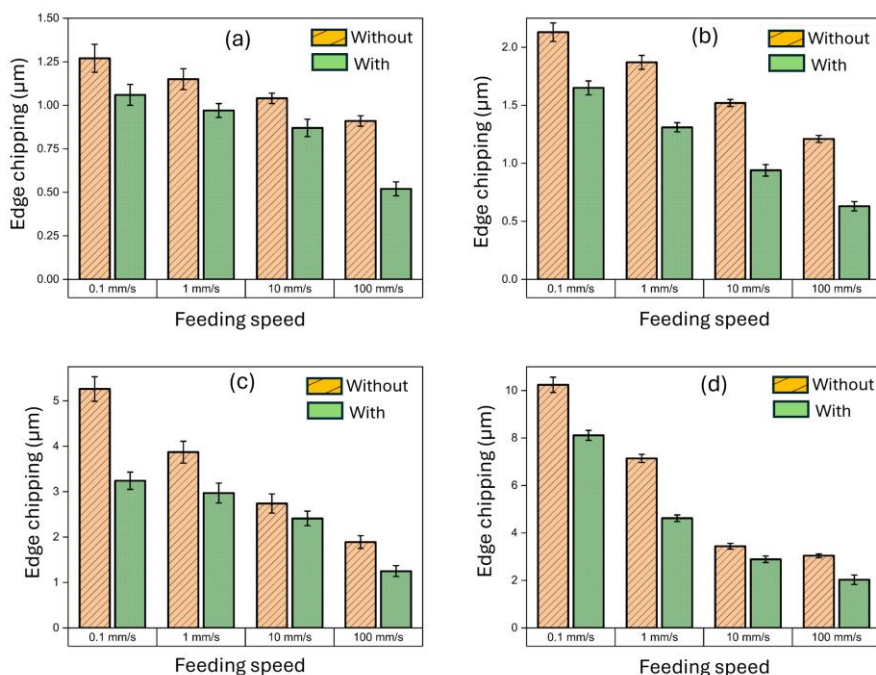 (a)
Without
With
Edge chipping (µm)
1.50
1.25
1.00
0.75
0.50
0.25
0.00
0.1 mm/s
1 mm/s
10 mm/s
100 mm/s
Feeding speed
(b)
Without
With
Edge chipping (µm)
2.0
1.5
1.0
0.5
0.0
0.1 mm/s
1 mm/s
10 mm/s
100 mm/s
Feeding speed
(c)
Without
With
Edge chipping (µm)
5
4
3
2
1
0
0.1 mm/s
1 mm/s
10 mm/s
100 mm/s
Feeding speed
(d)
Without
With
Edge chipping (µm)
10
8
6
4
2
0
0.1 mm/s
1 mm/s
10 mm/s
100 mm/s
Feeding speed